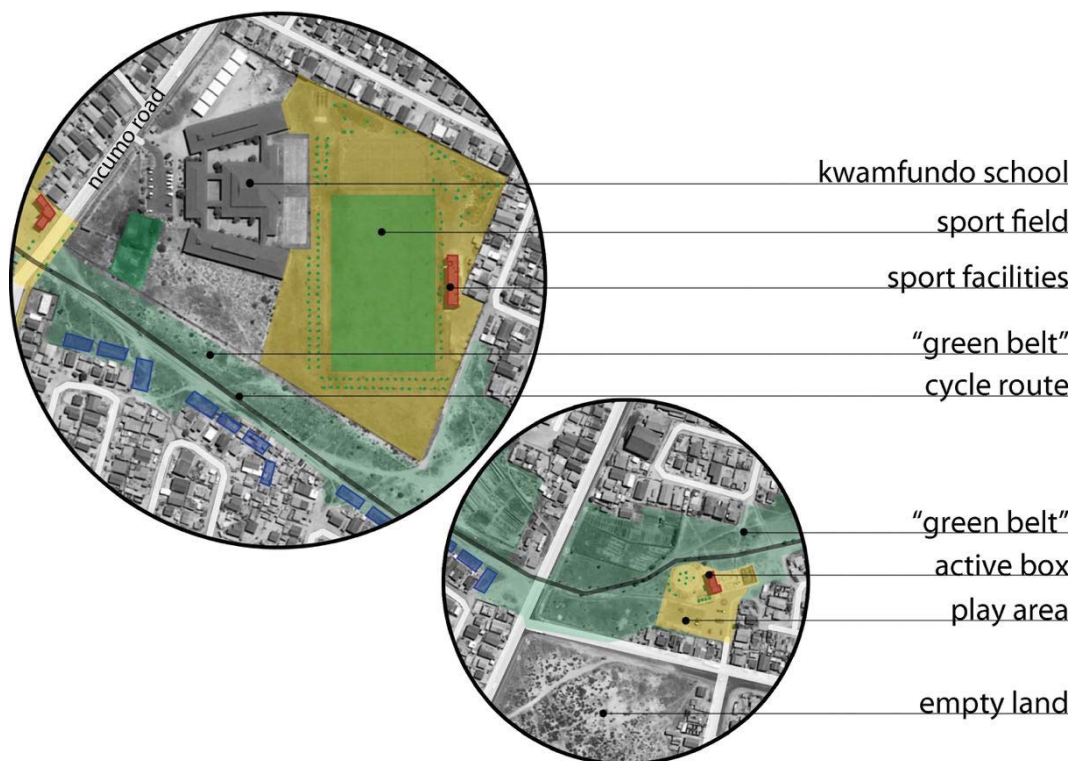 ncumo road
kwamfundo school
sport field
sport facilities
“green belt”
cycle route
“green belt”
active box
play area
empty land